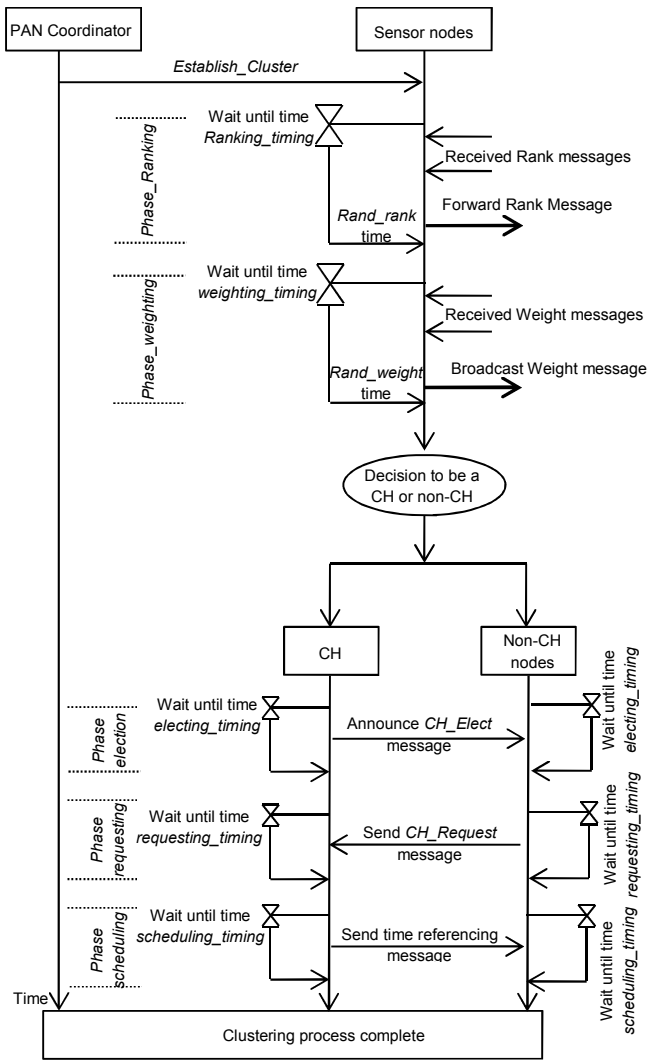 PAN Coordinator
Sensor nodes
Establish_Cluster
Phase_Ranking
Wait until time
Ranking_timing
Received Rank messages
Forward Rank Message
Rand_rank
time
Phase_weighting
Wait until time
weighting_timing
Received Weight messages
Broadcast Weight message
Rand_weight
time
Decision to be a
CH or non-CH
CH
Non-CH
nodes
Phase
election
Wait until time
electing_timing
Announce CH_Elect
message
Wait until time
electing_timing
Phase
requesting
Wait until time
requesting_timing
Send CH_Request
message
Wait until time
requesting_timing
Phase
scheduling
Wait until time
scheduling_timing
Send time referencing
message
Wait until time
scheduling_timing
Time
Clustering process complete